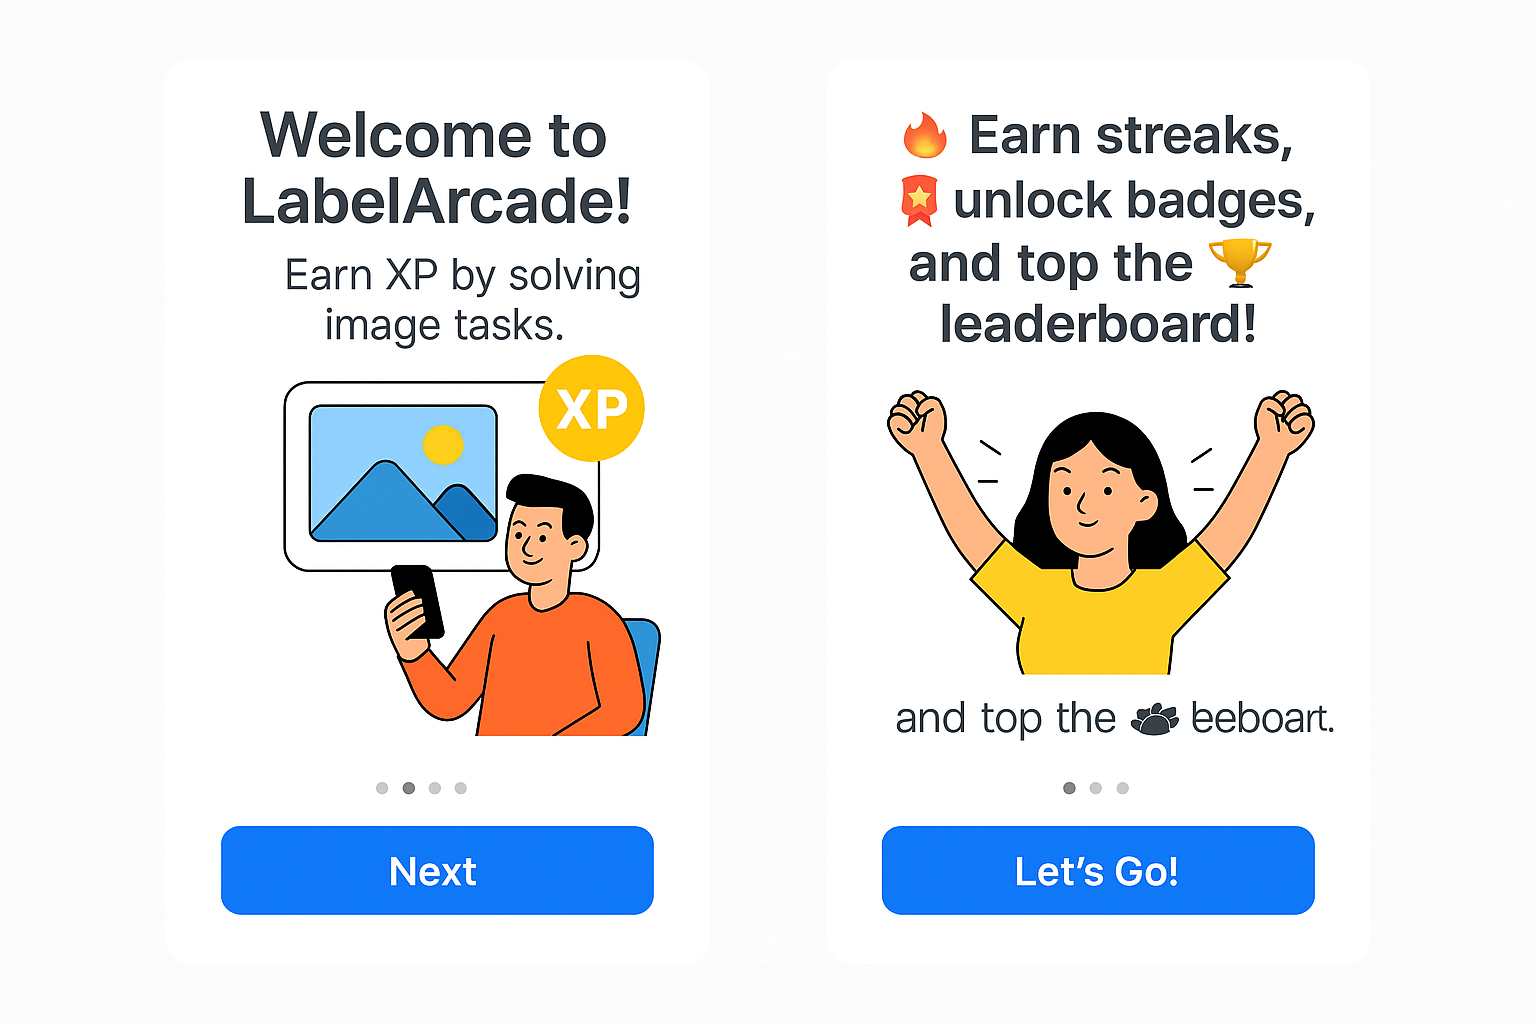 Welcome to
LabelArcade!
Earn XP by solving
image tasks.
XP
Next
🔥 Earn streaks,
unlock badges,
and top the 🏆
leaderboard!
and top the beeboart.
Let's Go!